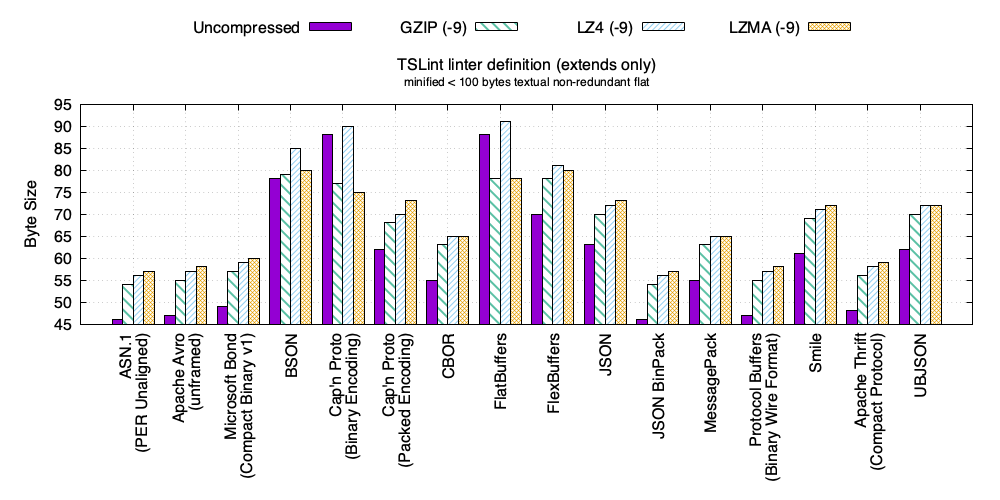 Uncompressed GZIP (-9) LZ4 (-9) LZMA (-9)
TSLint linter definition (extends only)
minified < 100 bytes textual non-redundant flat
Byte Size
95
90
85
80
75
70
65
60
55
50
45
ASN.1
(PER Unaligned)
Apache Avro
(unframed)
Microsoft Bond
(Compact Binary v1)
BSON
Cap'n Proto
(Binary Encoding)
Cap'n Proto
(Packed Encoding)
CBOR
FlatBuffers
FlexBuffers
JSON
JSON BinPack
MessagePack
Protocol Buffers
(Binary Wire Format)
Smile
Apache Thrift
(Compact Protocol)
UBJSON